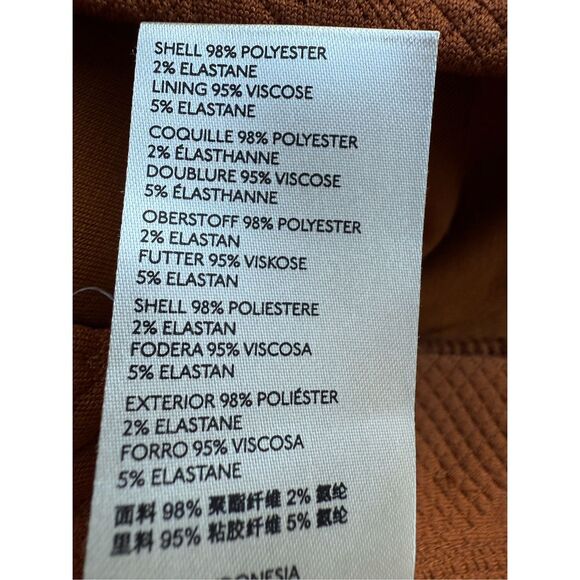 SHELL 98% POLYESTER
2% ELASTANE
LINING 95% VISCOSE
5% ELASTANE
COQUILLE 98% POLYESTER
2% ÉLASTHANNE
DOUBLURE 95% VISCOSE
5% ÉLASTHANNE
OBERSTOFF 98% POLYESTER
2% ELASTAN
FUTTER 95% VISKOSE
5% ELASTAN
SHELL 98% POLIESTERE
2% ELASTAN
FODERA 95% VISCOSA
5% ELASTAN
EXTERIOR 98% POLIÉSTER
2% ELASTANE
FORRO 95% VISCOSA
5% ELASTANE
面料 98% 聚酯纤维 2% 氨纶
里料 95% 粘胶纤维 5% 氨纶